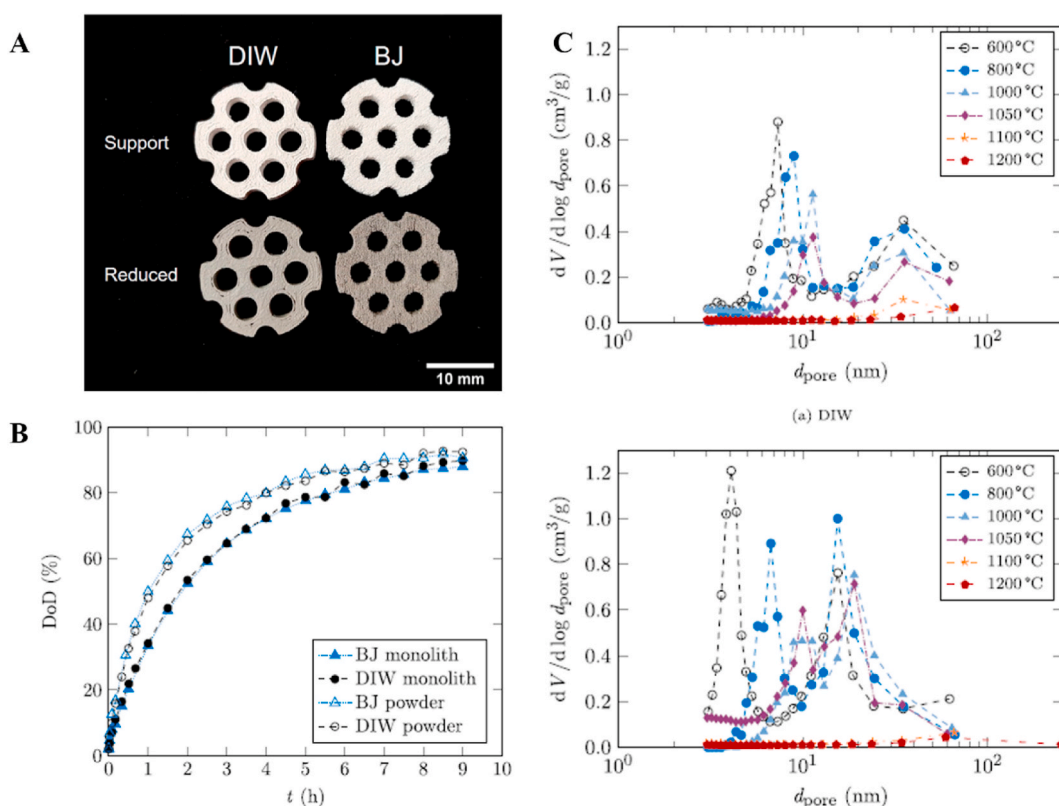 A
DIW BJ
Support
Reduced
10 mm
B
DoD (%)
100
80
60
40
20
0
0 1 2 3 4 5 6 7 8 9 10
t (h)
BJ monolith
DIW monolith
BJ powder
DIW powder
C
dV/d log d_pore (cm³/g)
1.2
1.0
0.8
0.6
0.4
0.2
0.0
10⁰ 10¹ 10²
d_pore (nm)
600 °C
800 °C
1000 °C
1050 °C
1100 °C
1200 °C
(a) DIW
dV/d log d_pore (cm³/g)
1.2
1.0
0.8
0.6
0.4
0.2
0.0
10⁰ 10¹ 10²
d_pore (nm)
600 °C
800 °C
1000 °C
1050 °C
1100 °C
1200 °C